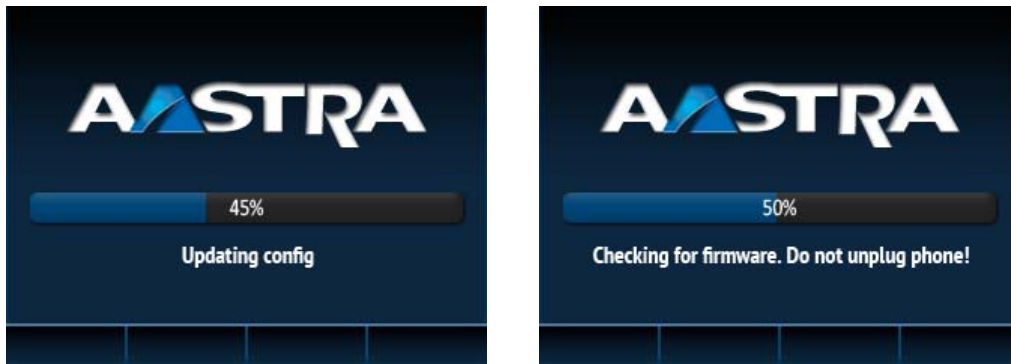 AASTRA
45%
Updating config
AASTRA
50%
Checking for firmware. Do not unplug phone!